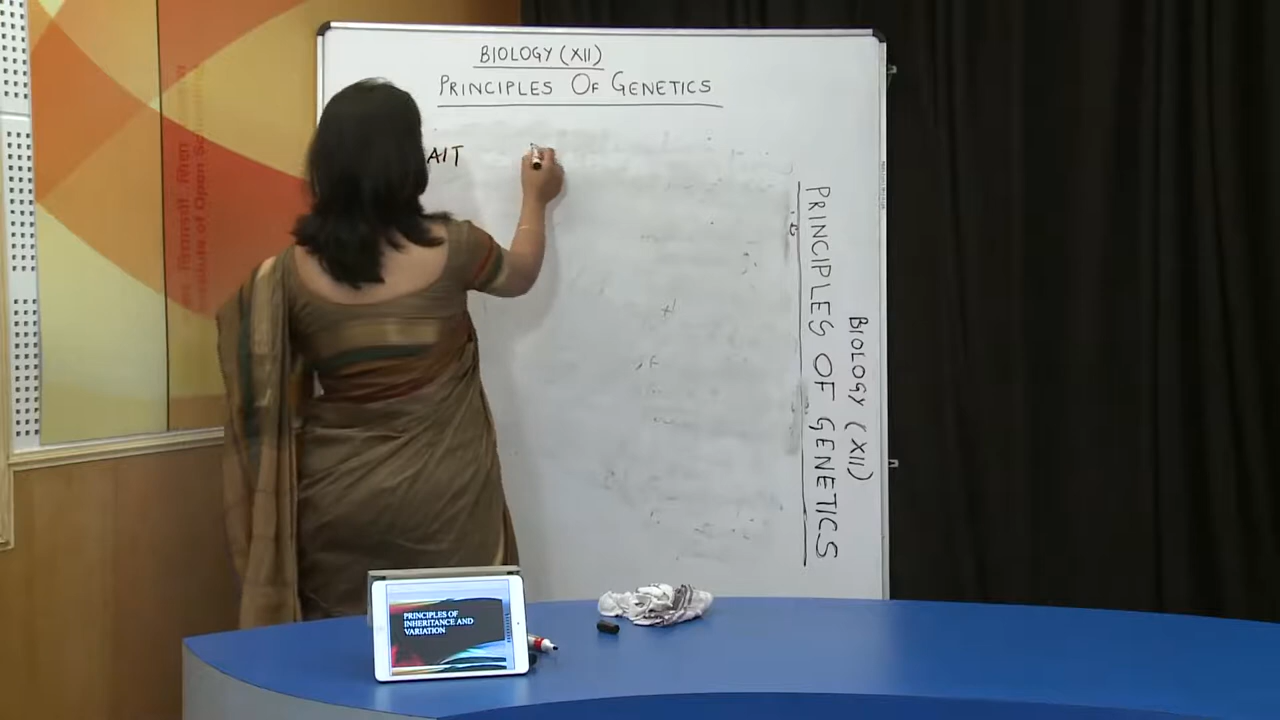 BIOLOGY (XII)
PRINCIPLES OF GENETICS
AIT
BIOLOGY (XII)
PRINCIPLES OF GENETICS
PRINCIPLES OF
INHERITANCE AND
VARIATION